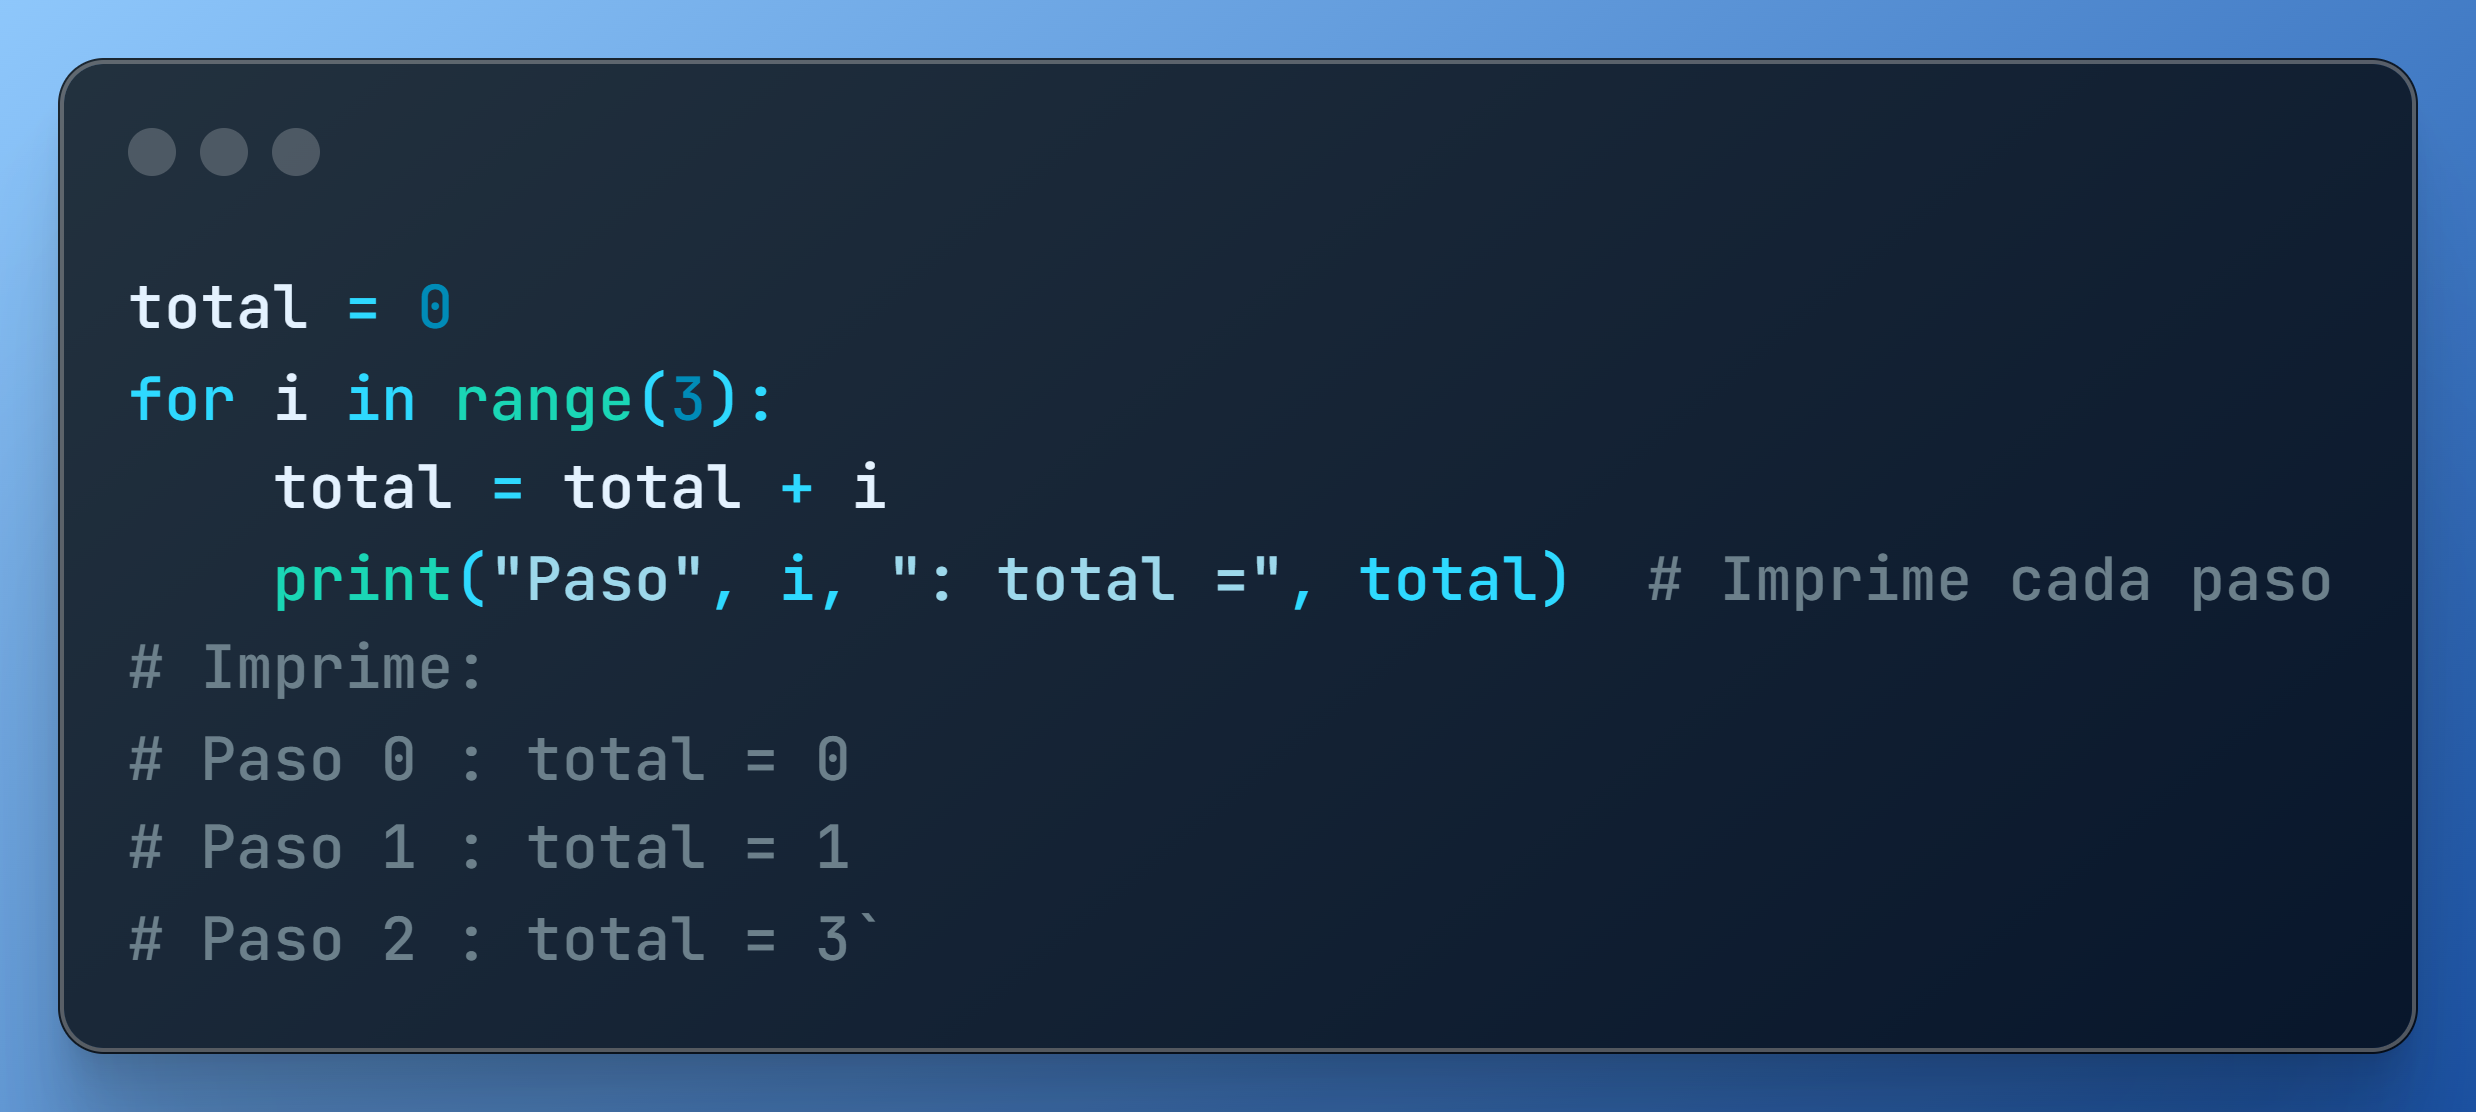 total = 0
for i in range(3):
    total = total + i
    print("Paso", i, ": total =", total)  # Imprime cada paso
# Imprime:
# Paso 0 : total = 0
# Paso 1 : total = 1
# Paso 2 : total = 3`